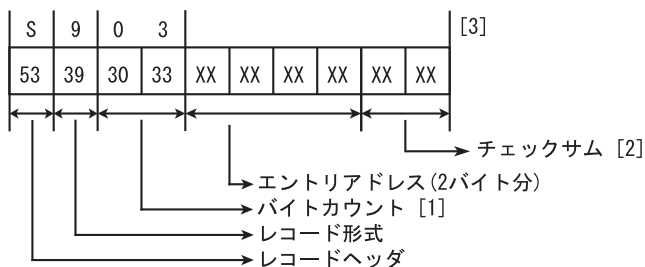 S 9 0 3 [3]
53 39 30 33 XX XX XX XX XX XX
チェックサム [2]
エントリアドレス(2バイト分)
バイトカウント [1]
レコード形式
レコードヘッダ